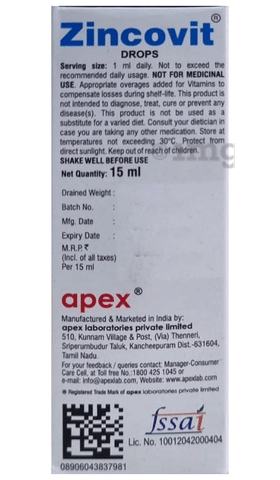 Zincovit®
DROPS
Serving size: 1 ml daily. Not to exceed the
recommended daily usage. NOT FOR MEDICINAL
USE. Appropriate overages added for Vitamins to
compensate losses during shelf-life. This product is
not intended to diagnose, treat, cure or prevent any
disease(s). This product is not be used as a
substitute for a varied diet. Consult your dietician in
case you are taking any other medication. Store at
temperatures not exceeding 30°C. Protect from
direct sunlight. Keep out of reach of children.
SHAKE WELL BEFORE USE
Net Quantity: 15 ml
Drained Weight :
Batch No. :
Mfg. Date :
Expiry Date :
M.R.P. ₹ :
(Incl. of all taxes)
Per 15 ml
apex®
Manufactured & Marketed in India by:
apex laboratories private limited
510, Kunnam Village & Post, (Via) Thenneri,
Sriperumbudur Taluk, Kancheepuram Dist.-631604,
Tamil Nadu.
For your feedback / queries contact: Manager-Consumer
Care Cell, at Toll free No.:1800 425 1045 or
e-mail: info@apexlab.com, Website: www.apexlab.com
® Registered Trade Mark of apex laboratories private limited
fssai
Lic. No. 10012042000404
08906043837981